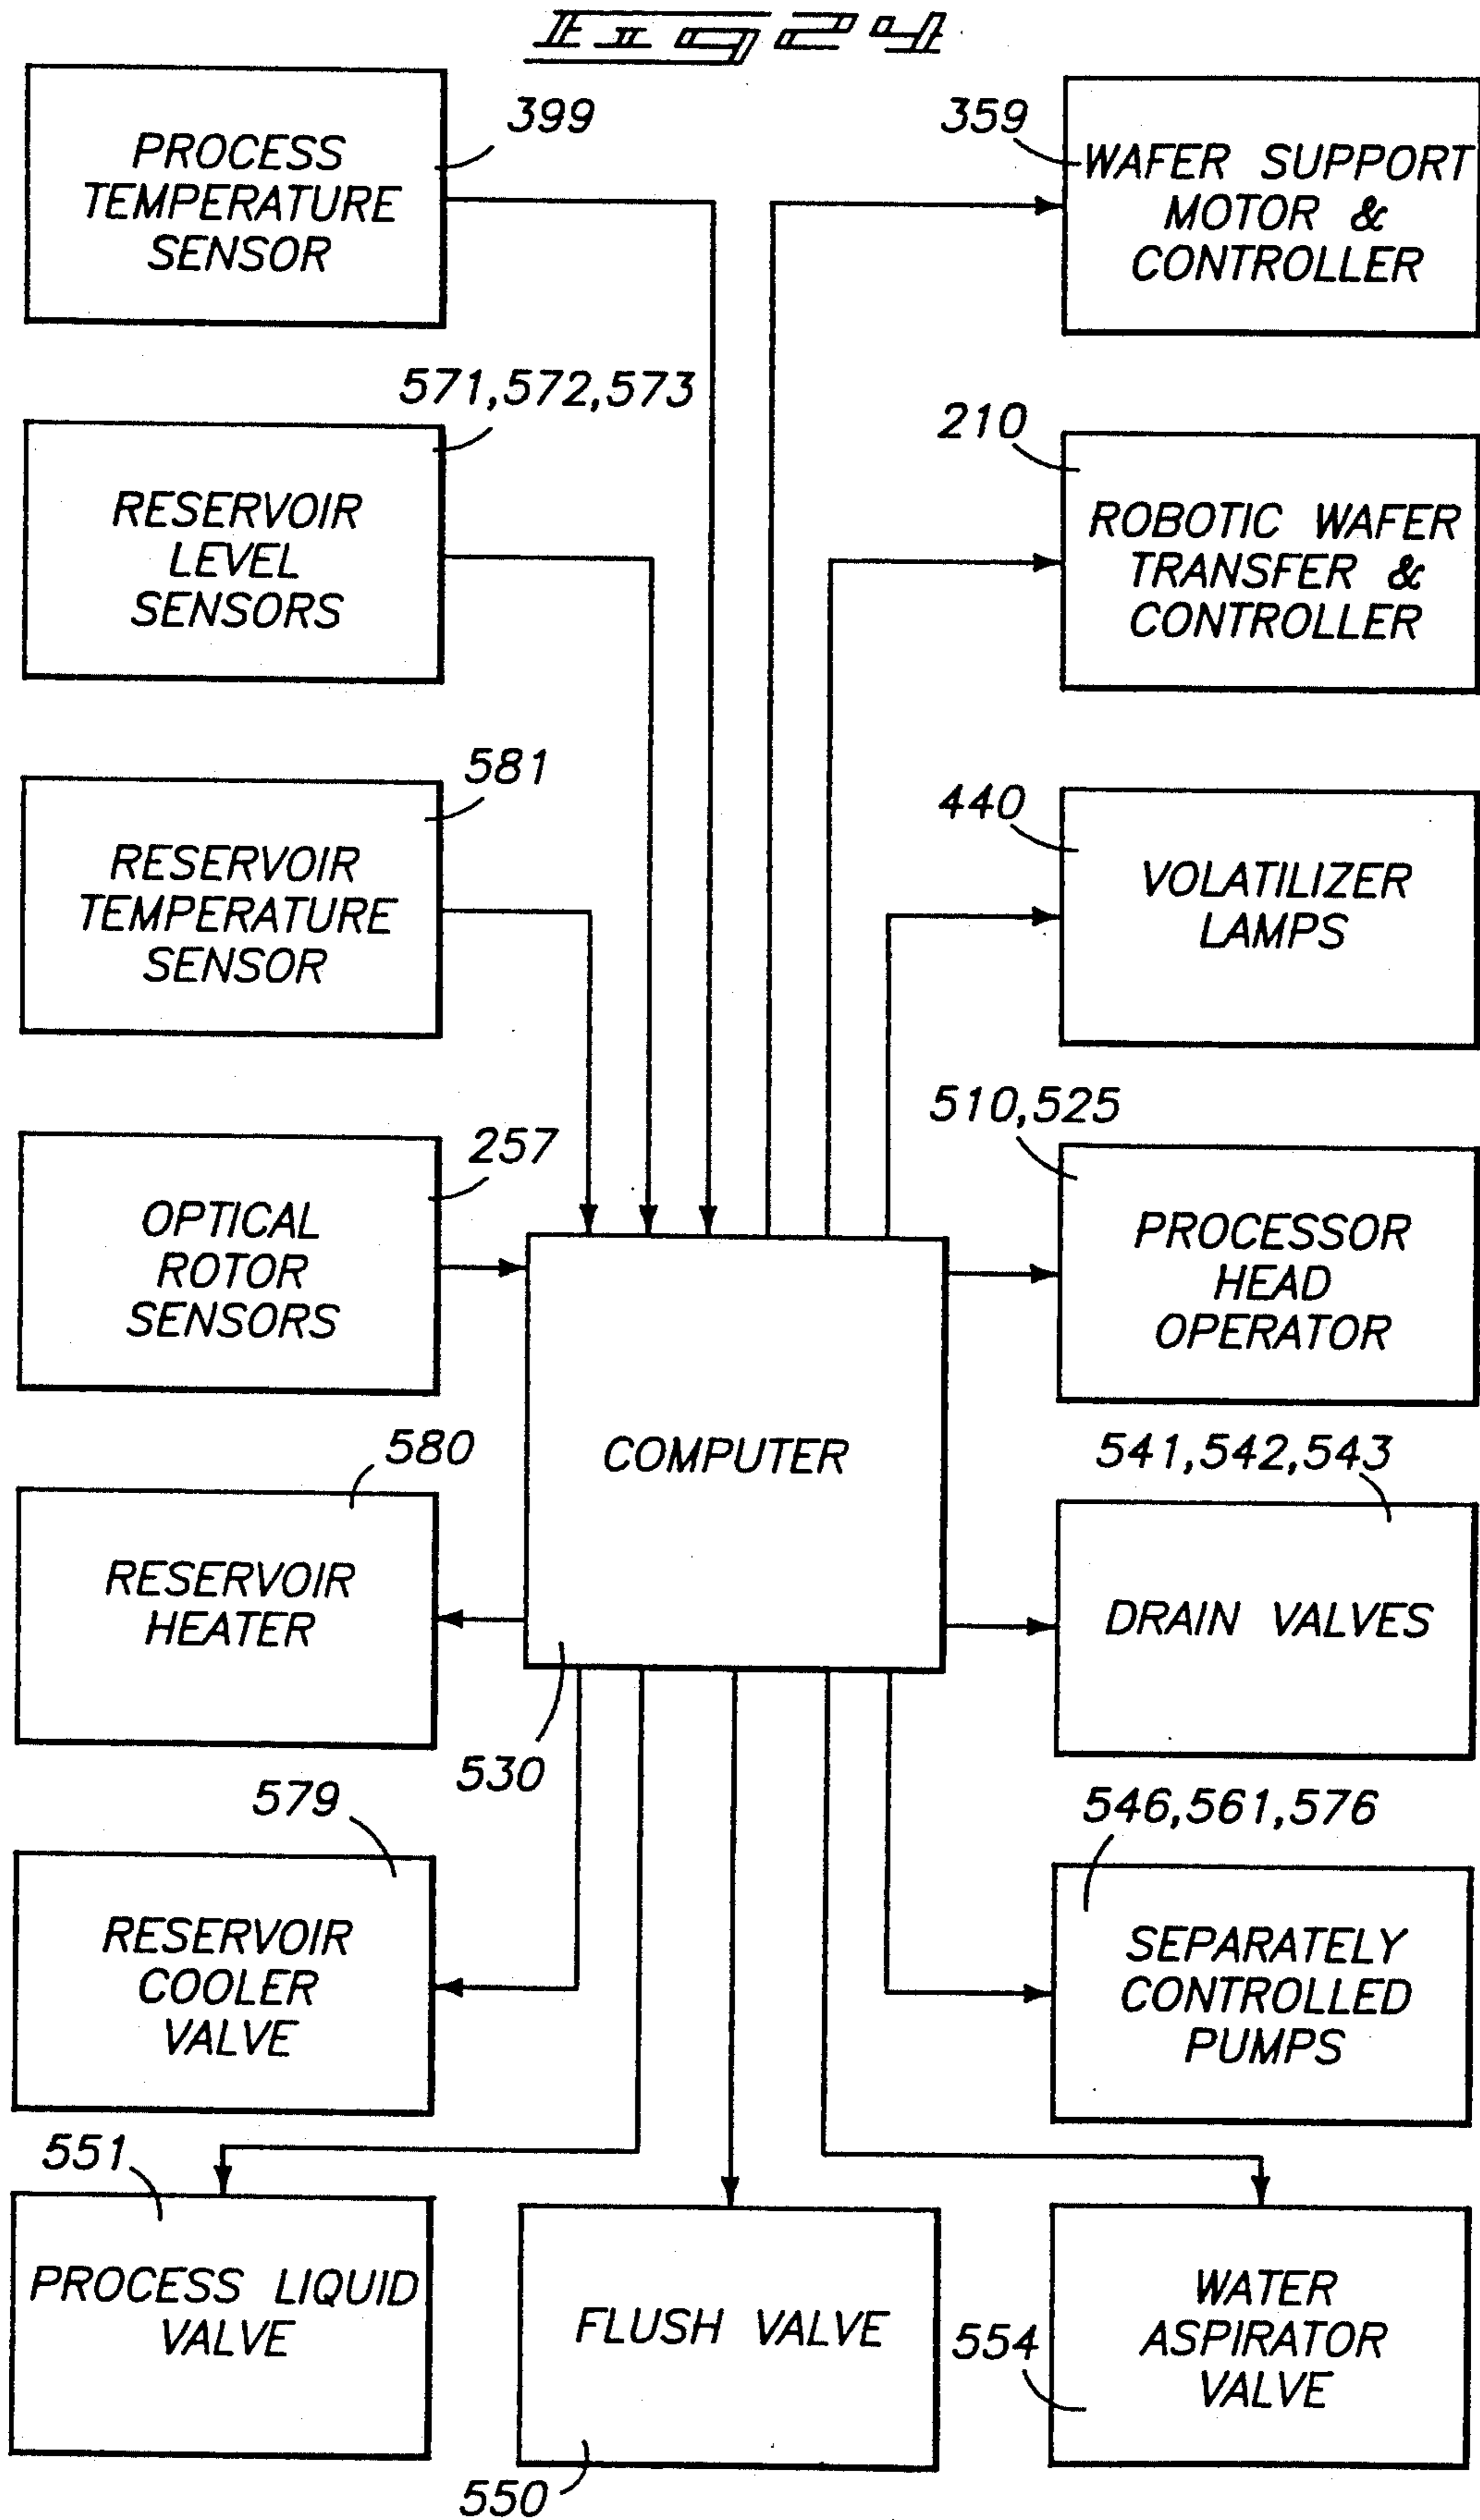 FIG 24
399
PROCESS
TEMPERATURE
SENSOR
359
WAFER SUPPORT
MOTOR &
CONTROLLER
571,572,573
RESERVOIR
LEVEL
SENSORS
210
ROBOTIC WAFER
TRANSFER &
CONTROLLER
581
RESERVOIR
TEMPERATURE
SENSOR
440
VOLATILIZER
LAMPS
257
OPTICAL
ROTOR
SENSORS
510,525
PROCESSOR
HEAD
OPERATOR
COMPUTER
530
580
RESERVOIR
HEATER
541,542,543
DRAIN VALVES
579
RESERVOIR
COOLER
VALVE
546,561,576
SEPARATELY
CONTROLLED
PUMPS
551
PROCESS LIQUID
VALVE
FLUSH VALVE
550
554
WATER
ASPIRATOR
VALVE